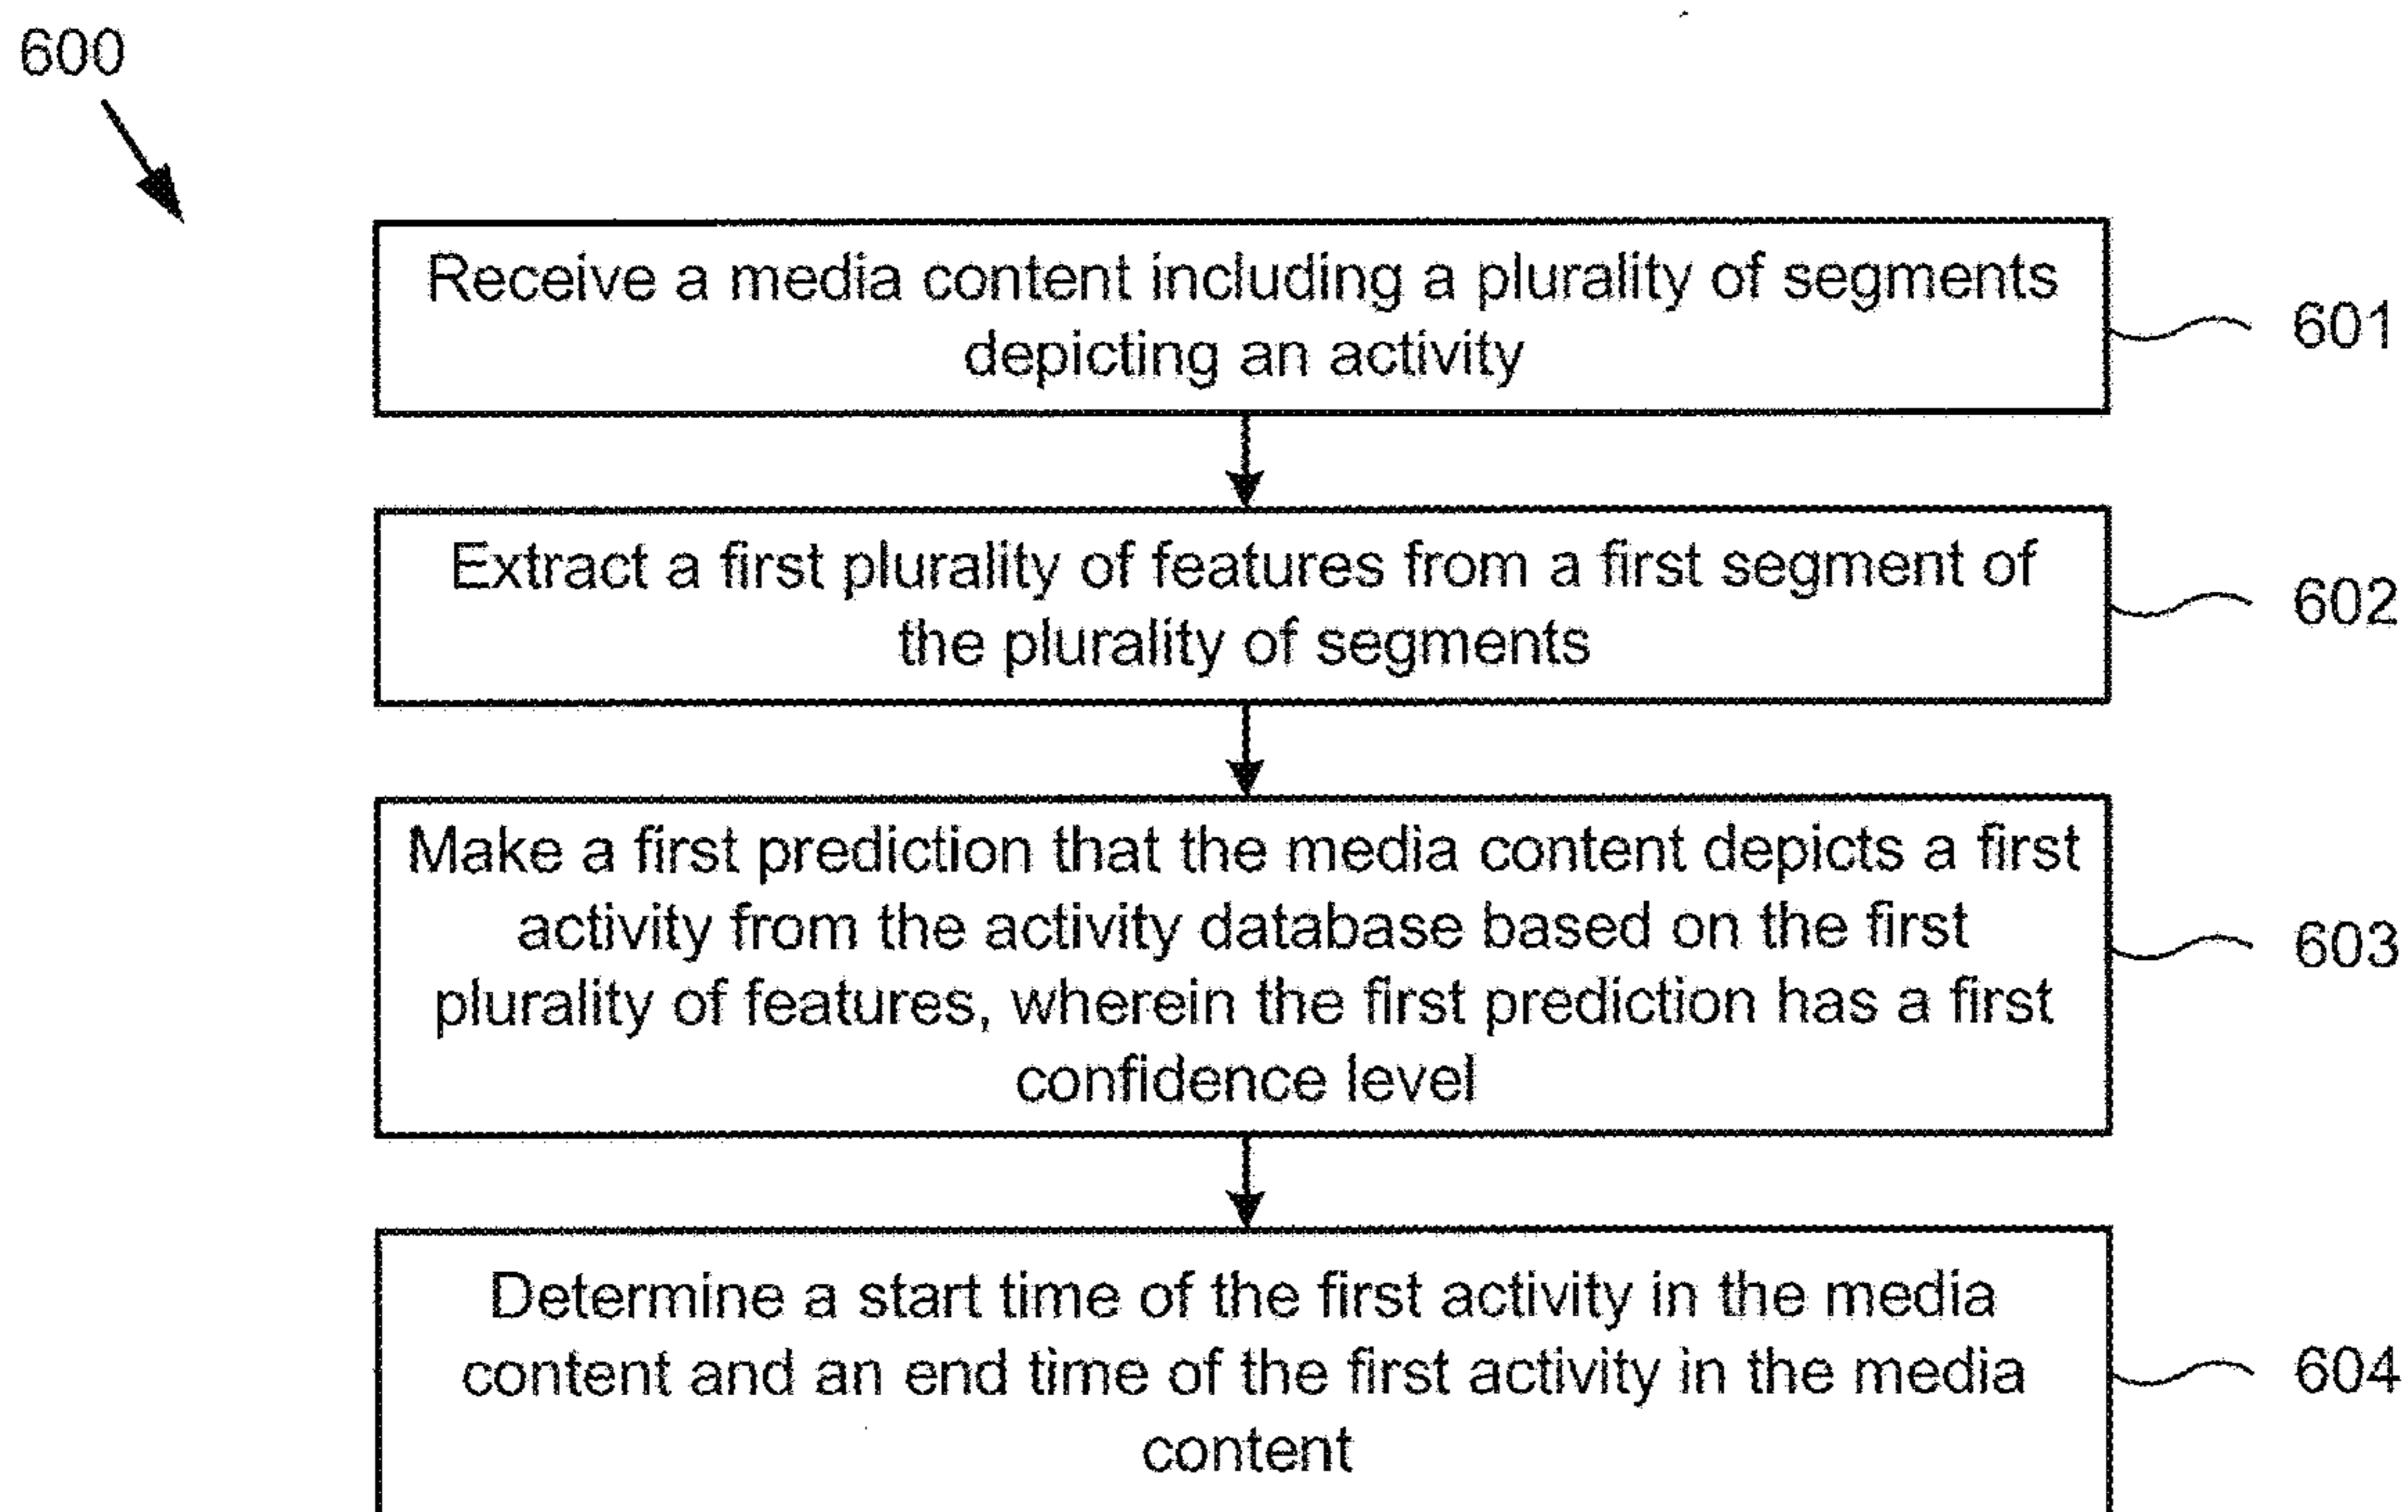 600
Receive a media content including a plurality of segments
depicting an activity
601
Extract a first plurality of features from a first segment of
the plurality of segments
602
Make a first prediction that the media content depicts a first
activity from the activity database based on the first
plurality of features, wherein the first prediction has a first
confidence level
603
Determine a start time of the first activity in the media
content and an end time of the first activity in the media
content
604